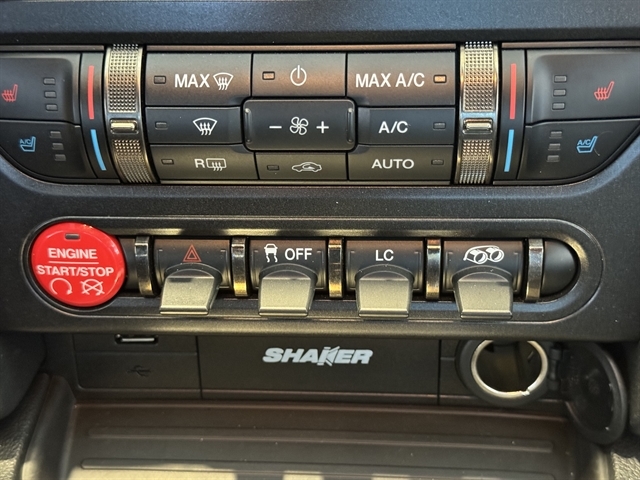 MAX
MAX A/C
- +
A/C
A/C
A/C
R
AUTO
ENGINE
START/STOP
OFF
LC
SHAKER